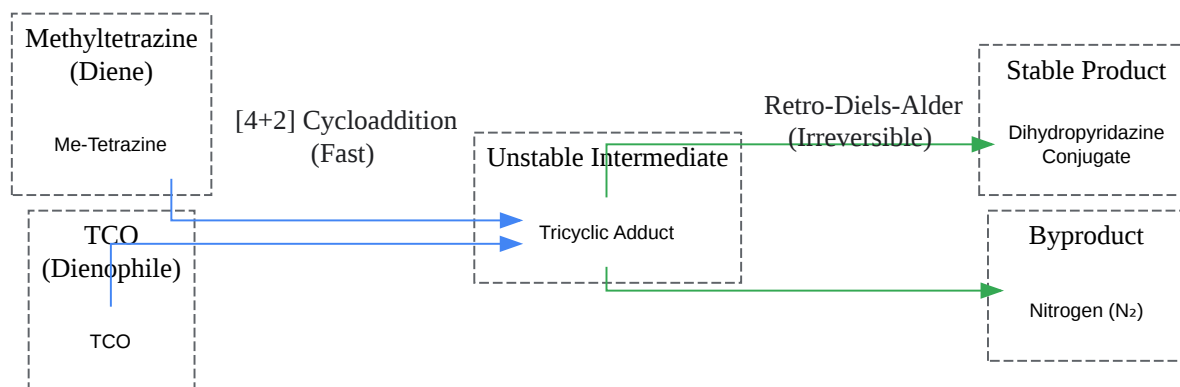 Methyltetrazine
(Diene)
Me-Tetrazine
[4+2] Cycloaddition
(Fast)
TCO
(Dienophile)
TCO
Unstable Intermediate
Tricyclic Adduct
Retro-Diels-Alder
(Irreversible)
Stable Product
Dihydropyridazine
Conjugate
Byproduct
Nitrogen (N₂)